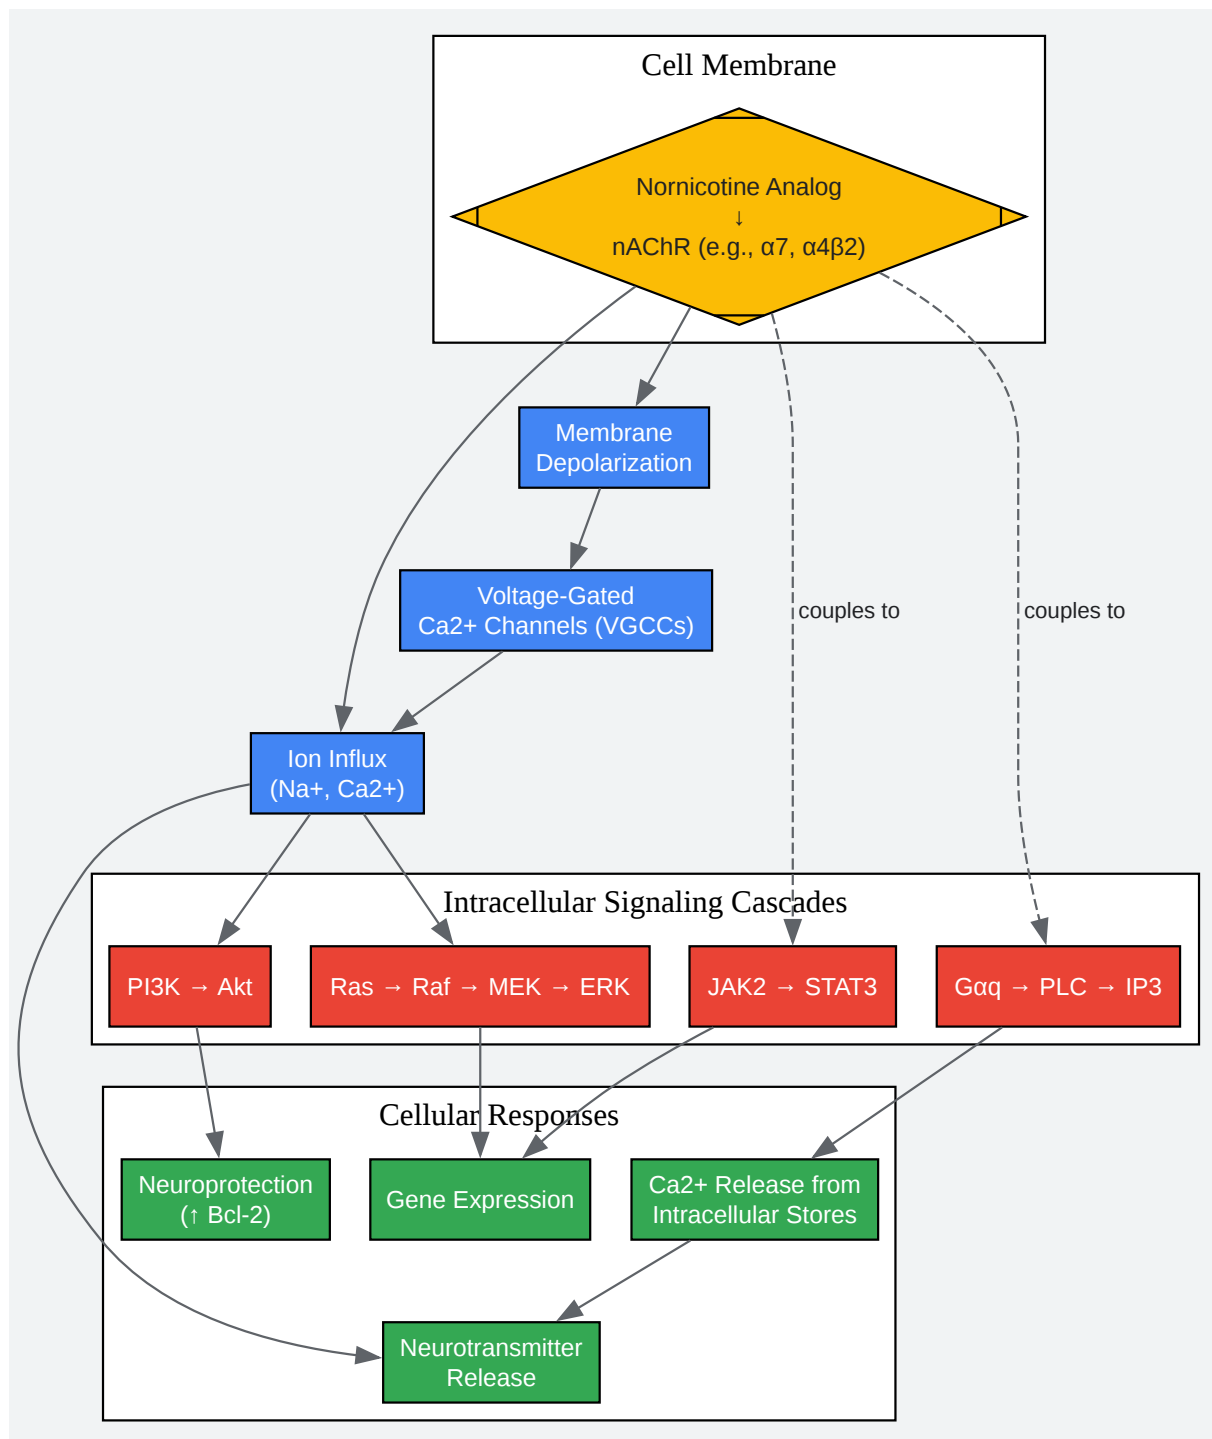 Cell Membrane
Nornicotine Analog
↓
nAChR (e.g., α7, α4β2)
Membrane
Depolarization
Voltage-Gated
Ca2+ Channels (VGCCs)
couples to
couples to
Ion Influx
(Na+, Ca2+)
Intracellular Signaling Cascades
PI3K → Akt
Ras → Raf → MEK → ERK
JAK2 → STAT3
Gαq → PLC → IP3
Cellular Responses
Neuroprotection
(↑ Bcl-2)
Gene Expression
Ca2+ Release from
Intracellular Stores
Neurotransmitter
Release